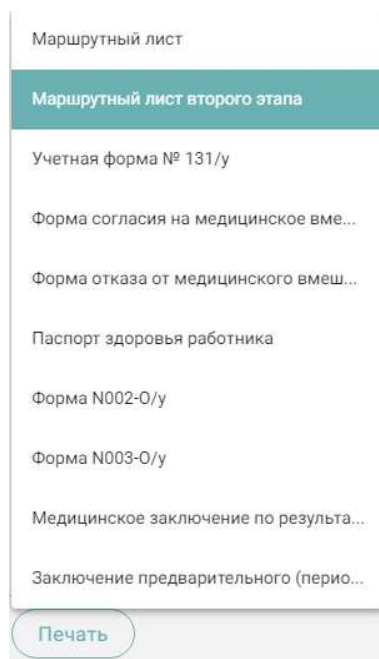 Маршрутный лист
Маршрутный лист второго этапа
Учетная форма № 131/у
Форма согласия на медицинское вме...
Форма отказа от медицинского вмеш...
Паспорт здоровья работника
Форма N002-О/у
Форма N003-О/у
Медицинское заключение по результа...
Заключение предварительного (перио...
Печать